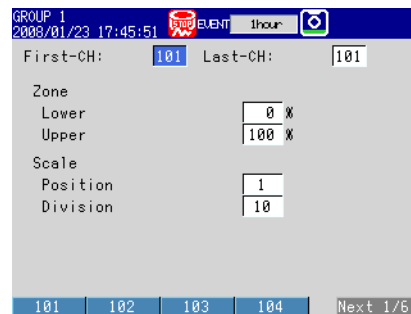 GROUP 1
2008/01/23 17:45:51 STOP EVENT 1hour
First-CH: 101 Last-CH: 101
Zone
Lower 0 %
Upper 100 %
Scale
Position 1
Division 10
101 102 103 104 Next 1/6